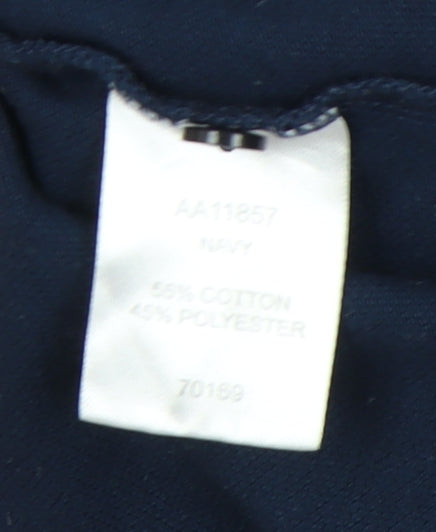 AA11857
NAVY
55% COTTON
45% POLYESTER
70169